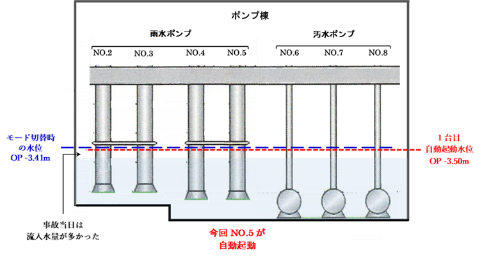 ポンプ棟
雨水ポンプ
汚水ポンプ
NO.2 NO.3 NO.4 NO.5 NO.6 NO.7 NO.8
モード切替時
の水位
OP -3.41m
1台目
自動起動水位
OP -3.50m
事故当日は
流入水量が多かった
今回 NO.5 が
自動起動